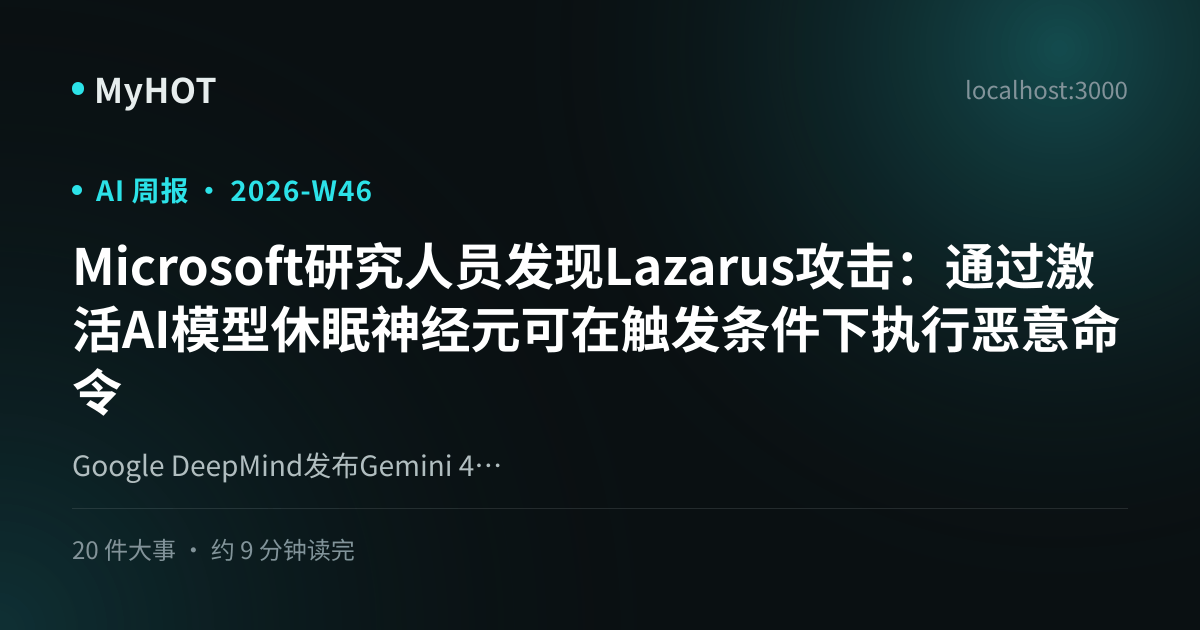 MyHOT
localhost:3000
AI 周报 · 2026-W46
Microsoft研究人员发现Lazarus攻击：通过激
活AI模型休眠神经元可在触发条件下执行恶意命
令
Google DeepMind发布Gemini 4…
20 件大事 · 约 9 分钟读完